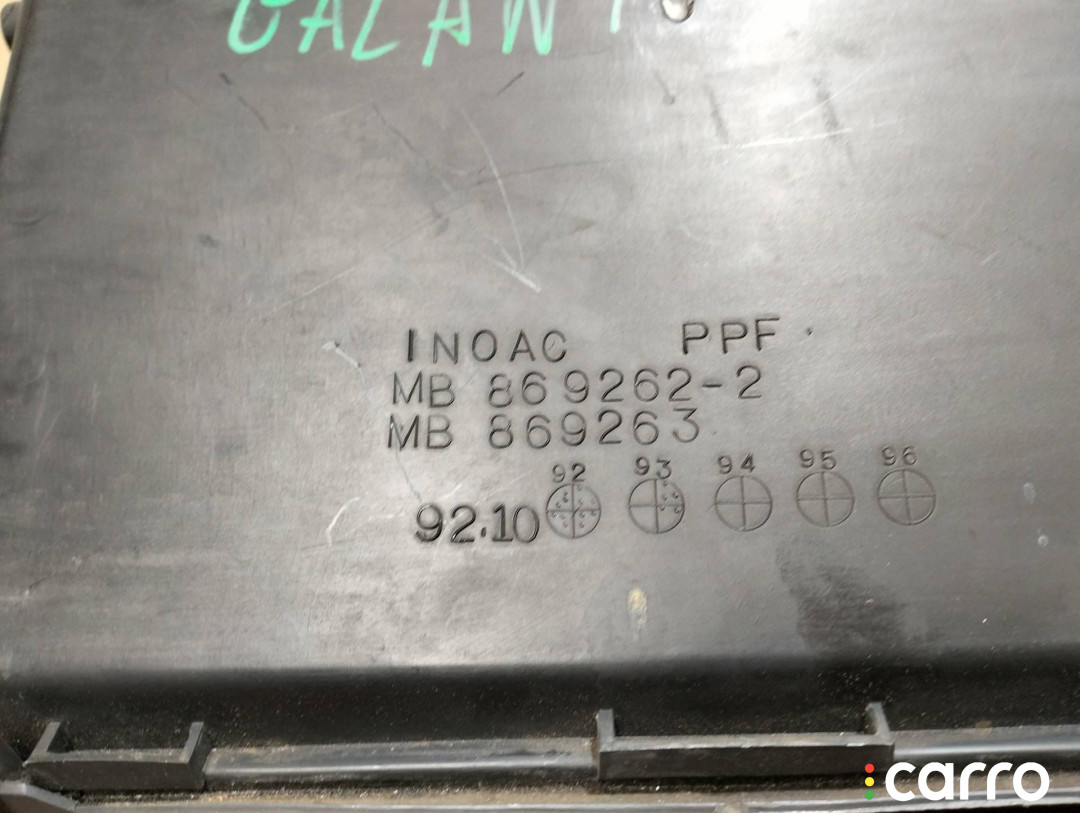 GALANT
INOAC PPF
MB 869262-2
MB 869263
92 93 94 95 96
92.10
carro